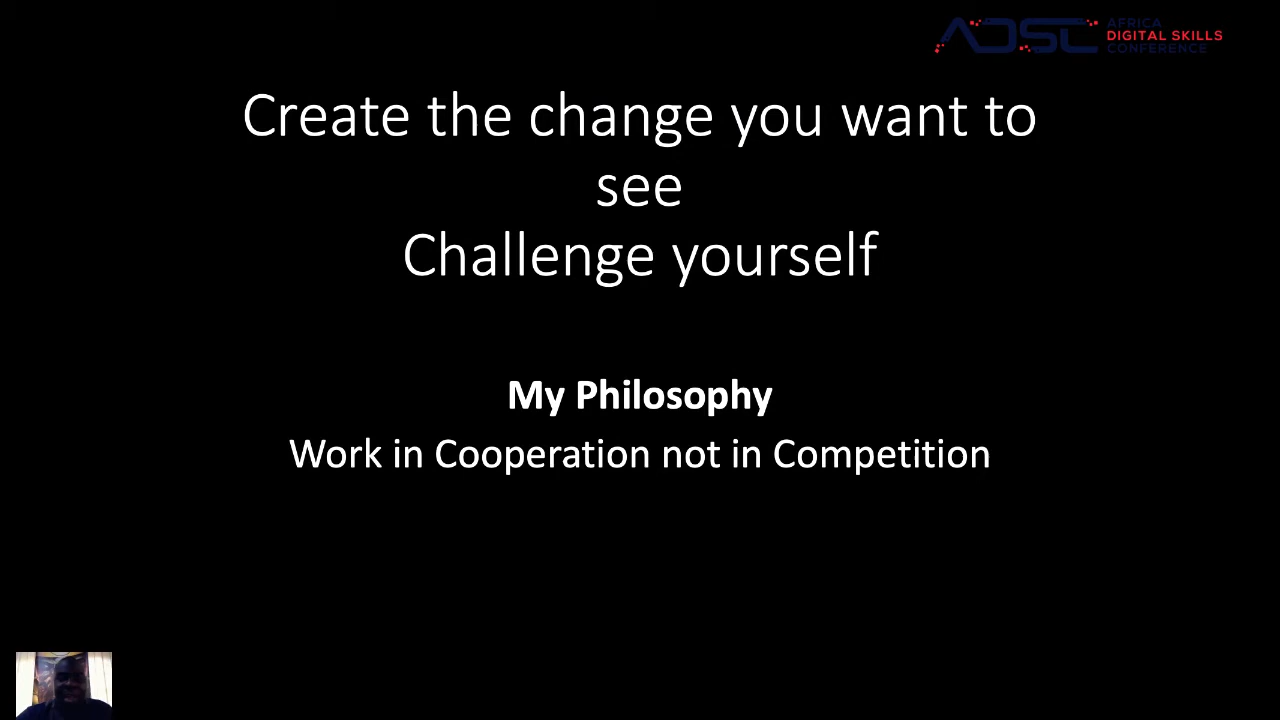 ADSC
AFRICA
DIGITAL SKILLS
CONFERENCE
Create the change you want to
see
Challenge yourself
My Philosophy
Work in Cooperation not in Competition